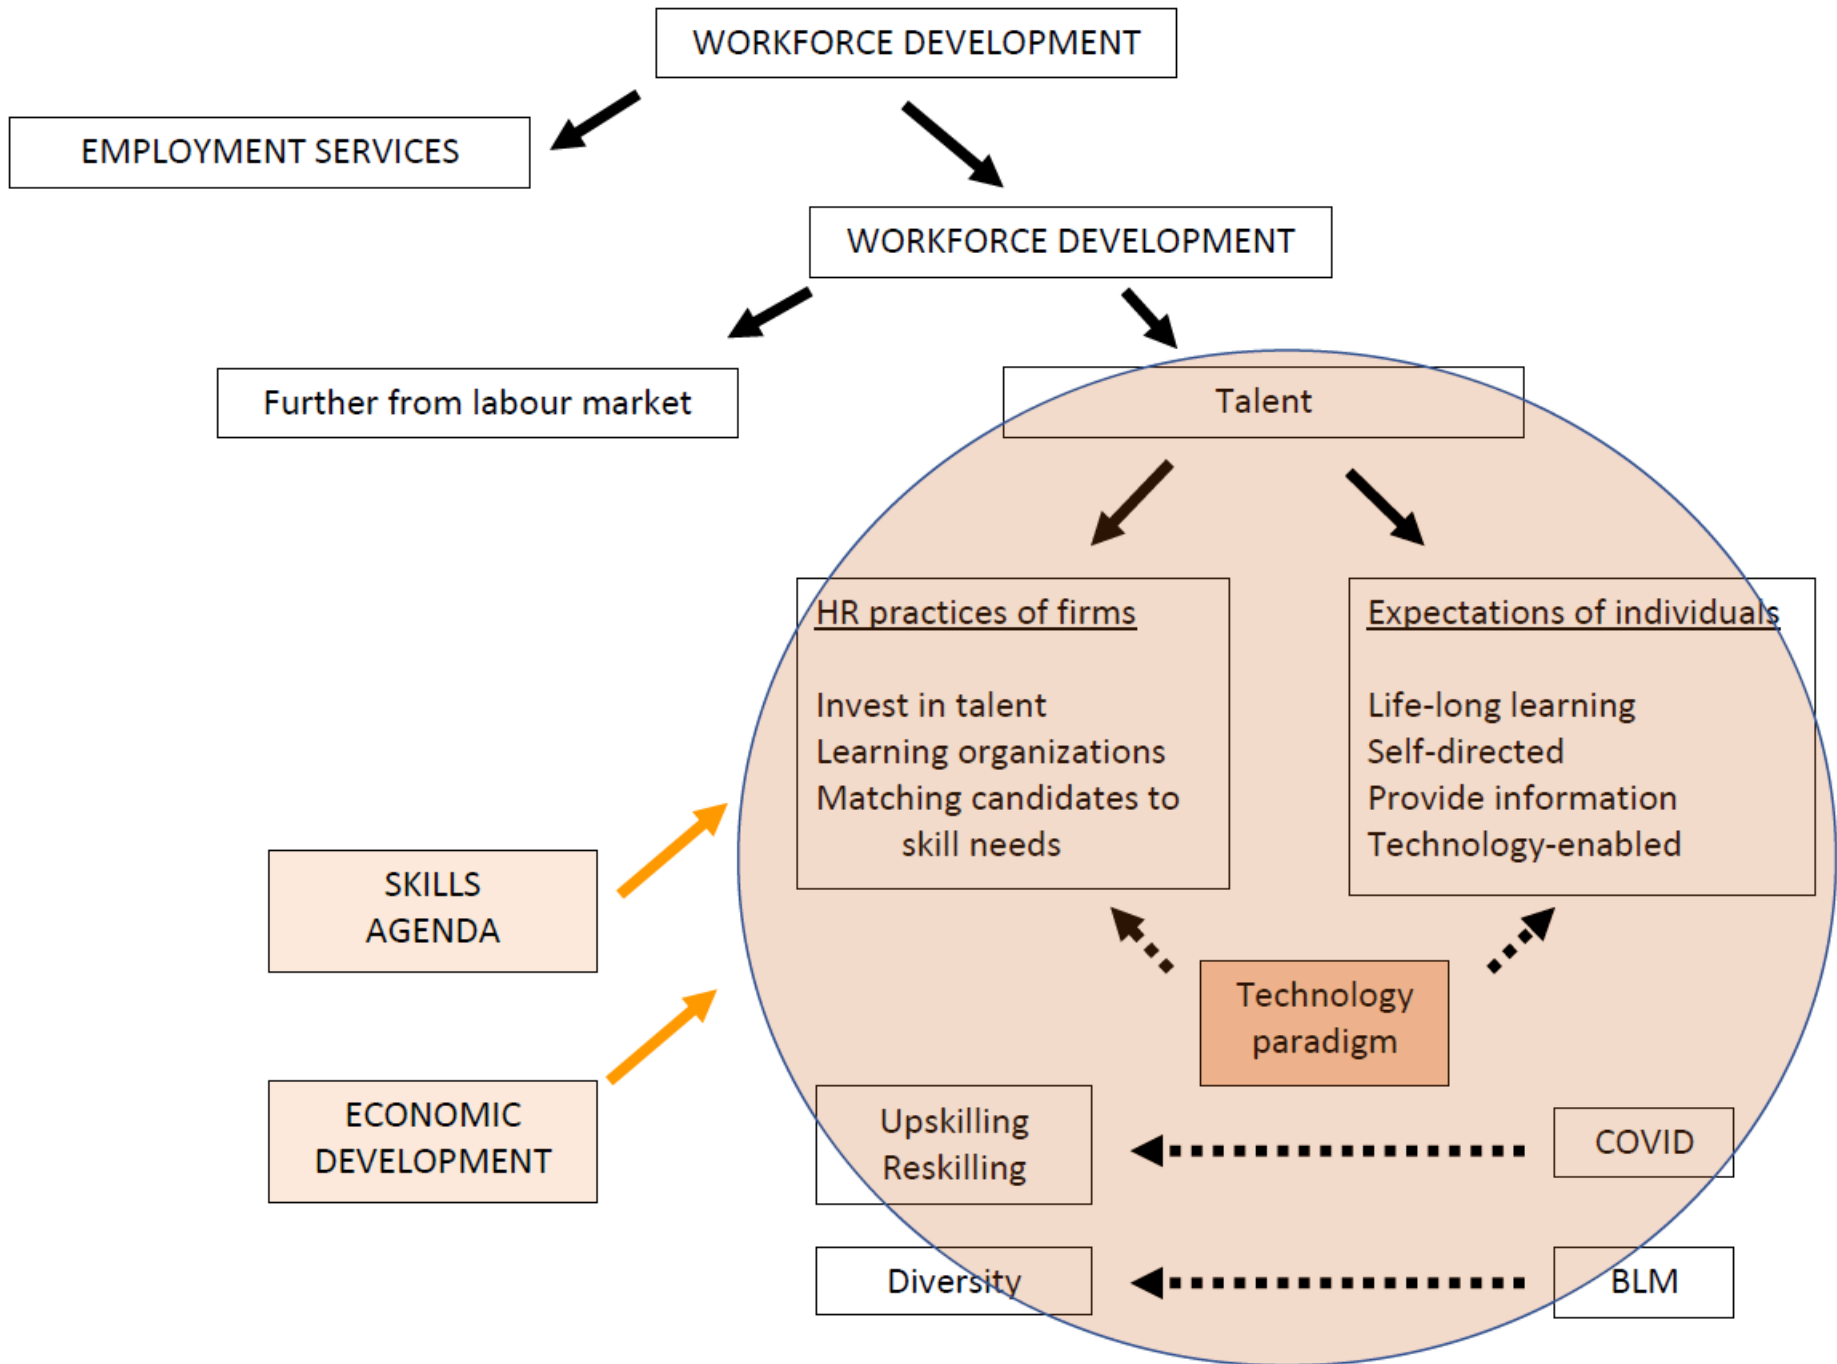 WORKFORCE DEVELOPMENT
EMPLOYMENT SERVICES
WORKFORCE DEVELOPMENT
Further from labour market
Talent
HR practices of firms
Invest in talent
Learning organizations
Matching candidates to
skill needs
Expectations of individuals
Life-long learning
Self-directed
Provide information
Technology-enabled
SKILLS
AGENDA
Technology
paradigm
ECONOMIC
DEVELOPMENT
Upskilling
Reskilling
COVID
Diversity
BLM